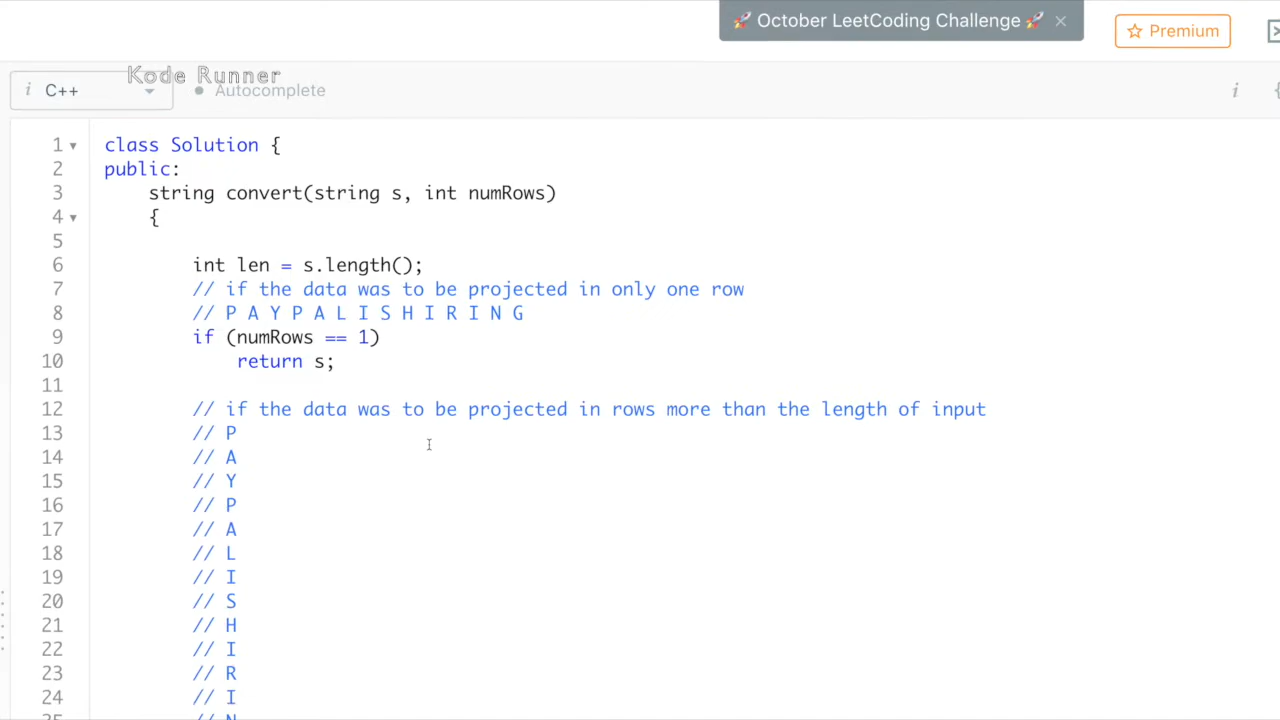 🚀 October LeetCoding Challenge 🚀 ×
Premium
Kode Runner
i C++
Autocomplete
i {
1 class Solution {
2 public:
3 string convert(string s, int numRows)
4 {
5
6 int len = s.length();
7 // if the data was to be projected in only one row
8 // P A Y P A L I S H I R I N G
9 if (numRows == 1)
10 return s;
11
12 // if the data was to be projected in rows more than the length of input
13 // P
14 // A
15 // Y
16 // P
17 // A
18 // L
19 // I
20 // S
21 // H
22 // I
23 // R
24 // I
25 // N